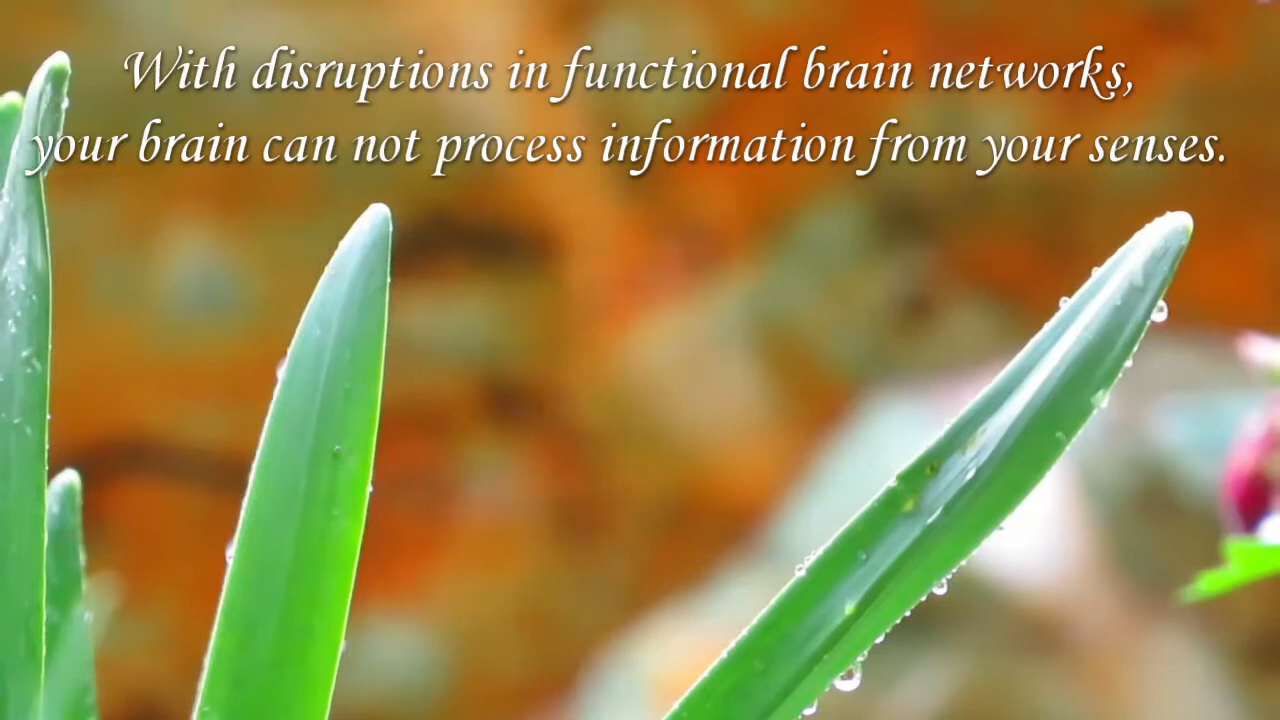 With disruptions in functional brain networks,
your brain can not process information from your senses.